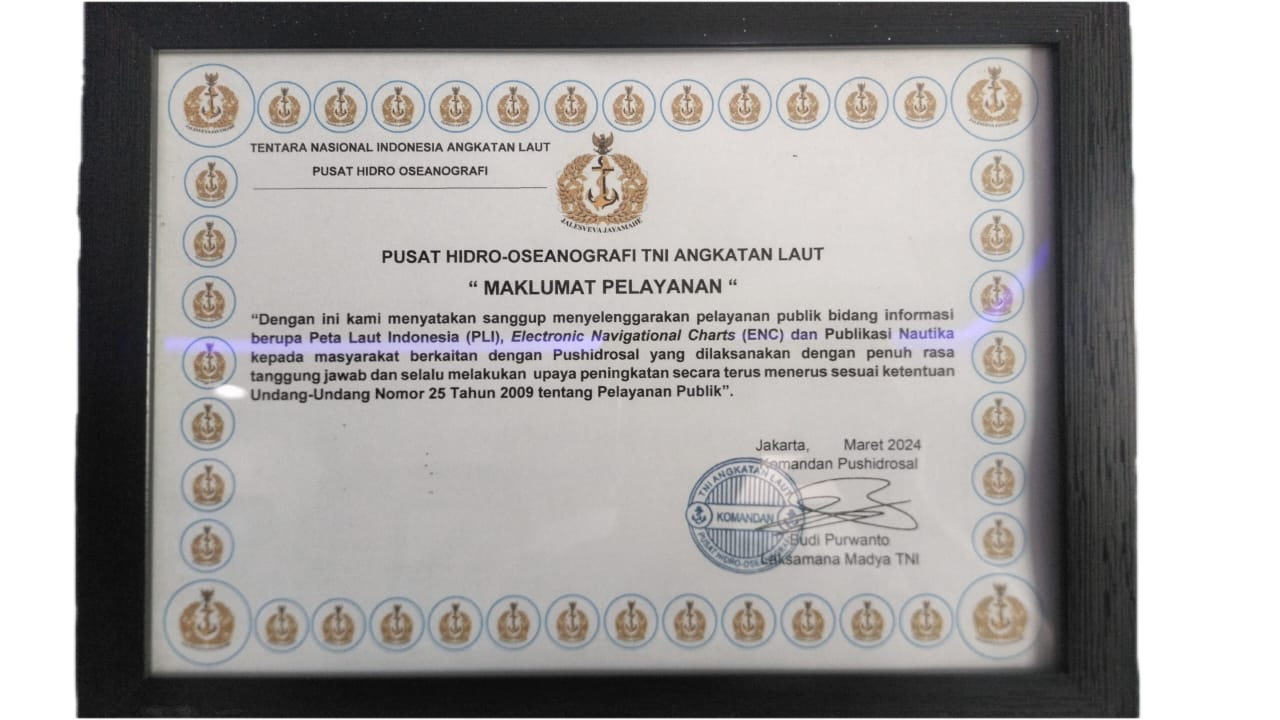 TENTARA NASIONAL INDONESIA ANGKATAN LAUT
PUSAT HIDRO OSEANOGRAFI
JALESVEVA JAYAMAHE
PUSAT HIDRO-OSEANOGRAFI TNI ANGKATAN LAUT
“ MAKLUMAT PELAYANAN “
“Dengan ini kami menyatakan sanggup menyelenggarakan pelayanan publik bidang informasi
berupa Peta Laut Indonesia (PLI), Electronic Navigational Charts (ENC) dan Publikasi Nautika
kepada masyarakat berkaitan dengan Pushidrosal yang dilaksanakan dengan penuh rasa
tanggung jawab dan selalu melakukan upaya peningkatan secara terus menerus sesuai ketentuan
Undang-Undang Nomor 25 Tahun 2009 tentang Pelayanan Publik”.
Jakarta, Maret 2024
Komandan Pushidrosal
TNI ANGKATAN LAUT
KOMANDAN
PUSAT HIDRO-OSE
Budi Purwanto
Laksamana Madya TNI